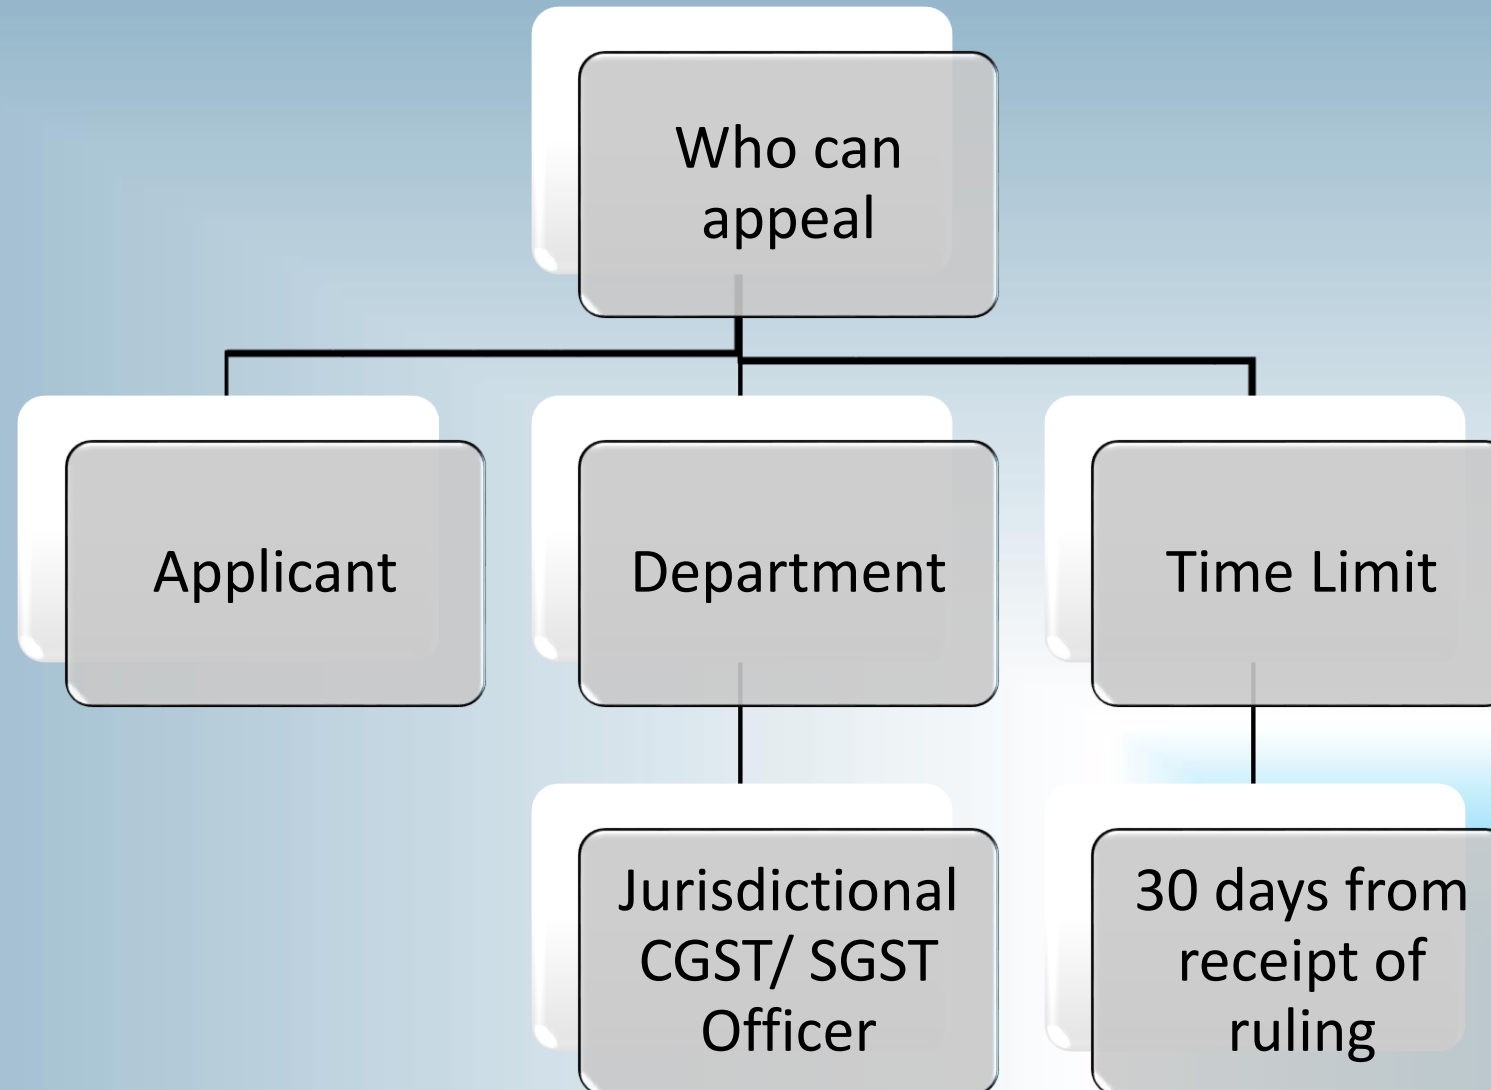 Who can
appeal
Applicant
Department
Time Limit
Jurisdictional
CGST/ SGST
Officer
30 days from
receipt of
ruling